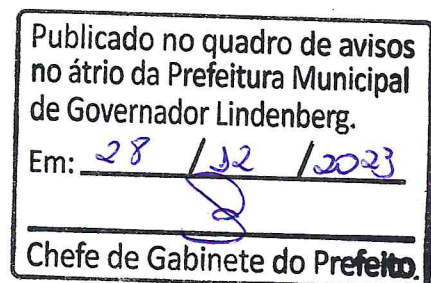 Publicado no quadro de avisos
no átrio da Prefeitura Municipal
de Governador Lindenberg.
Em: 28 / 12 / 2023
Chefe de Gabinete do Prefeito.